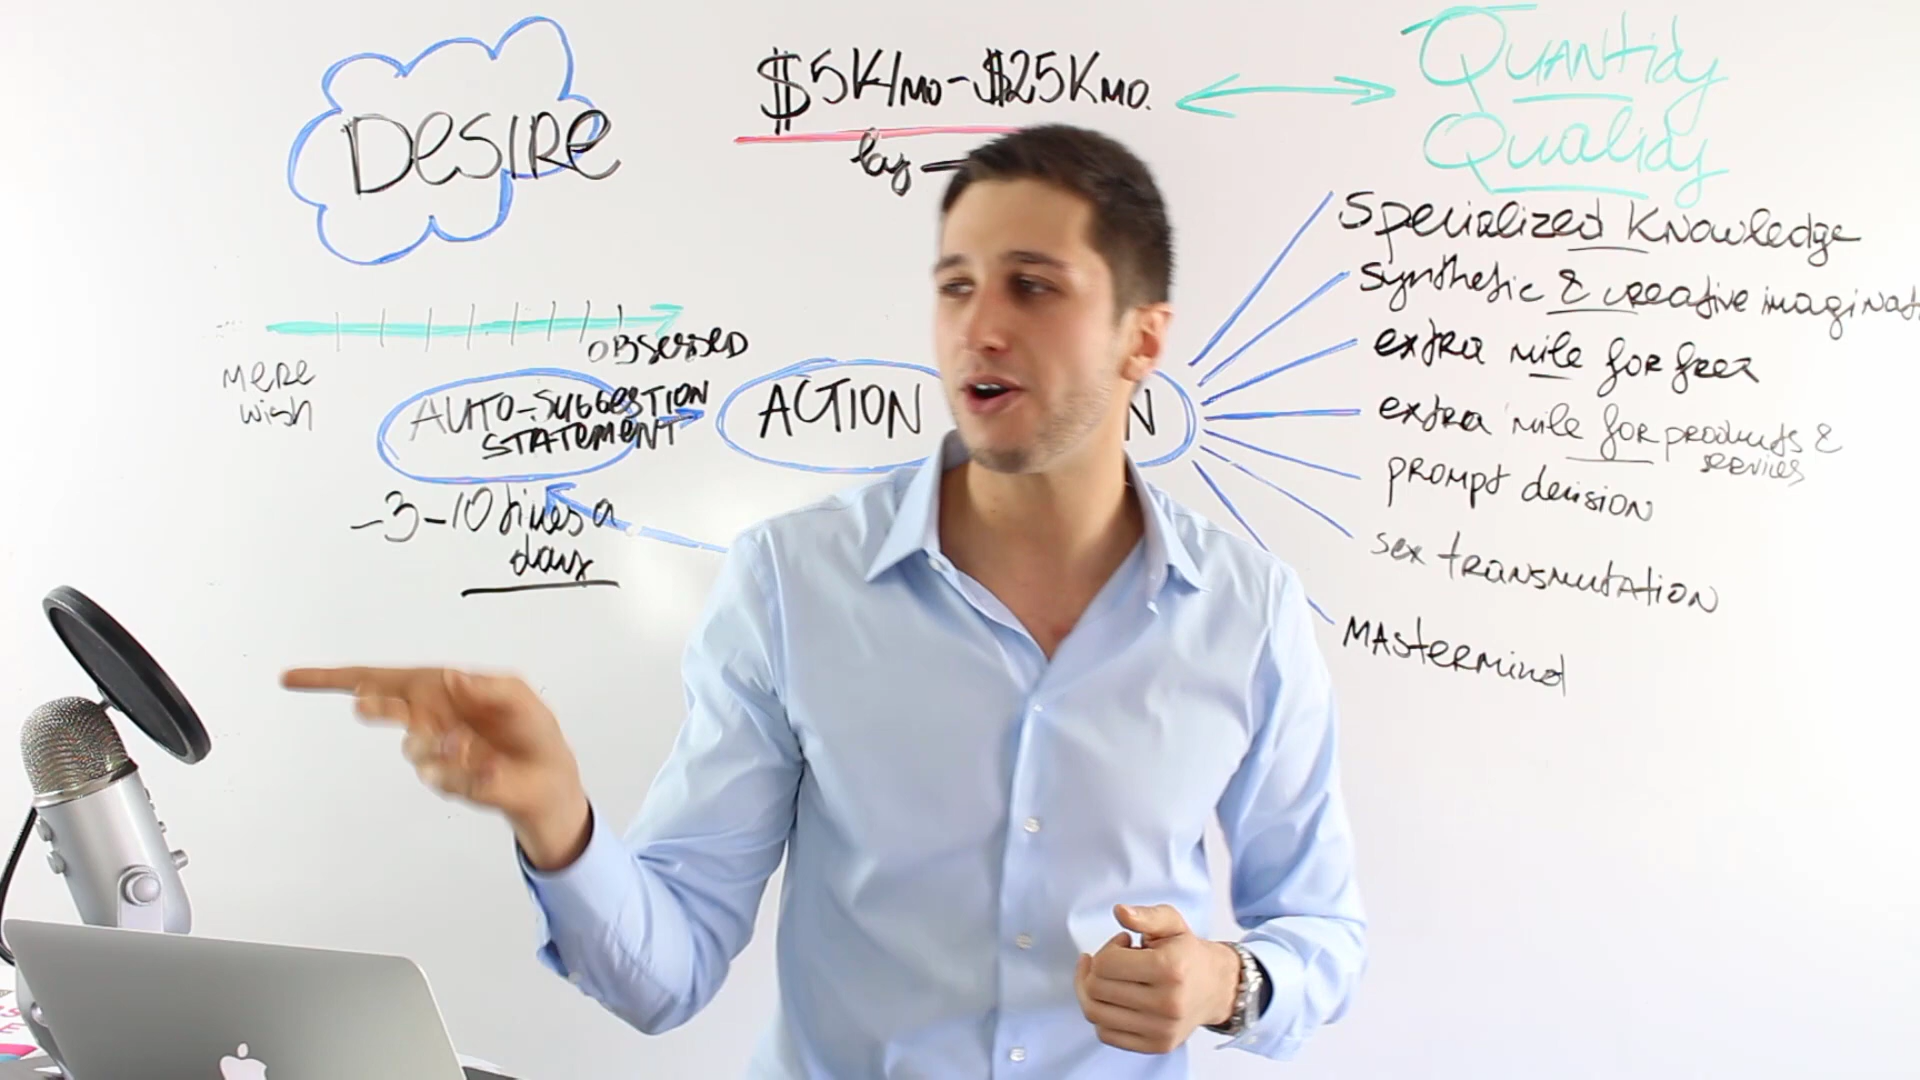 DESIRE
$5K/MO-$25K MO.
Quantity
Quality
by -
Specialized Knowledge
synthetic & creative imaginat
extra mile for free
extra mile for products &
services
prompt decision
sex transmutation
MAstermind
OBSESSED
MERE
wish
AUTO-SUGGESTION
STATEMENT
ACTION
N
-3-10 times a
day